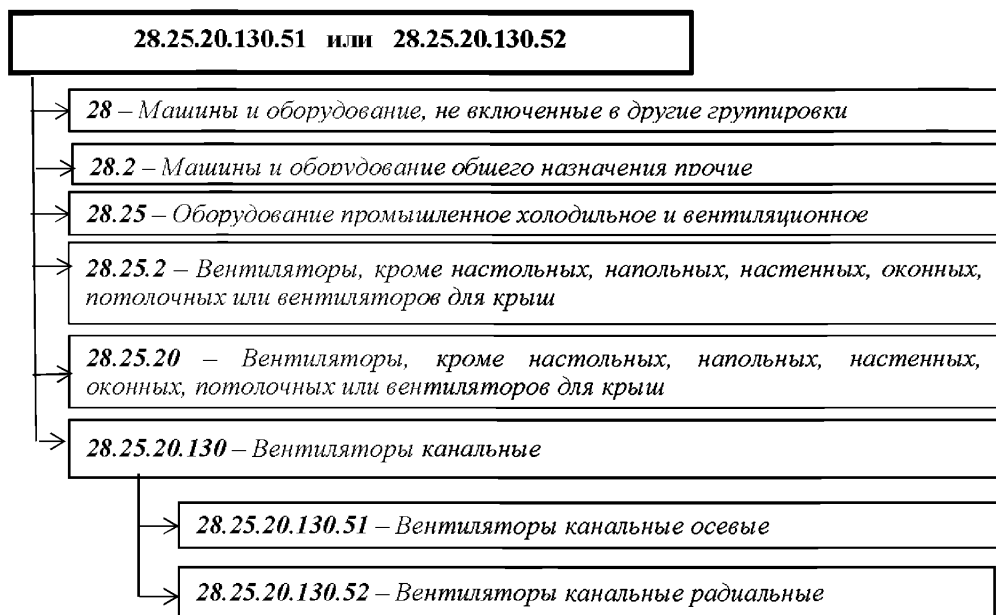 28.25.20.130.51 или 28.25.20.130.52
28 – Машины и оборудование, не включенные в другие группировки
28.2 – Машины и оборудование общего назначения прочие
28.25 – Оборудование промышленное холодильное и вентиляционное
28.25.2 – Вентиляторы, кроме настольных, напольных, настенных, оконных,
потолочных или вентиляторов для крыш
28.25.20 – Вентиляторы, кроме настольных, напольных, настенных,
оконных, потолочных или вентиляторов для крыш
28.25.20.130 – Вентиляторы канальные
28.25.20.130.51 – Вентиляторы канальные осевые
28.25.20.130.52 – Вентиляторы канальные радиальные